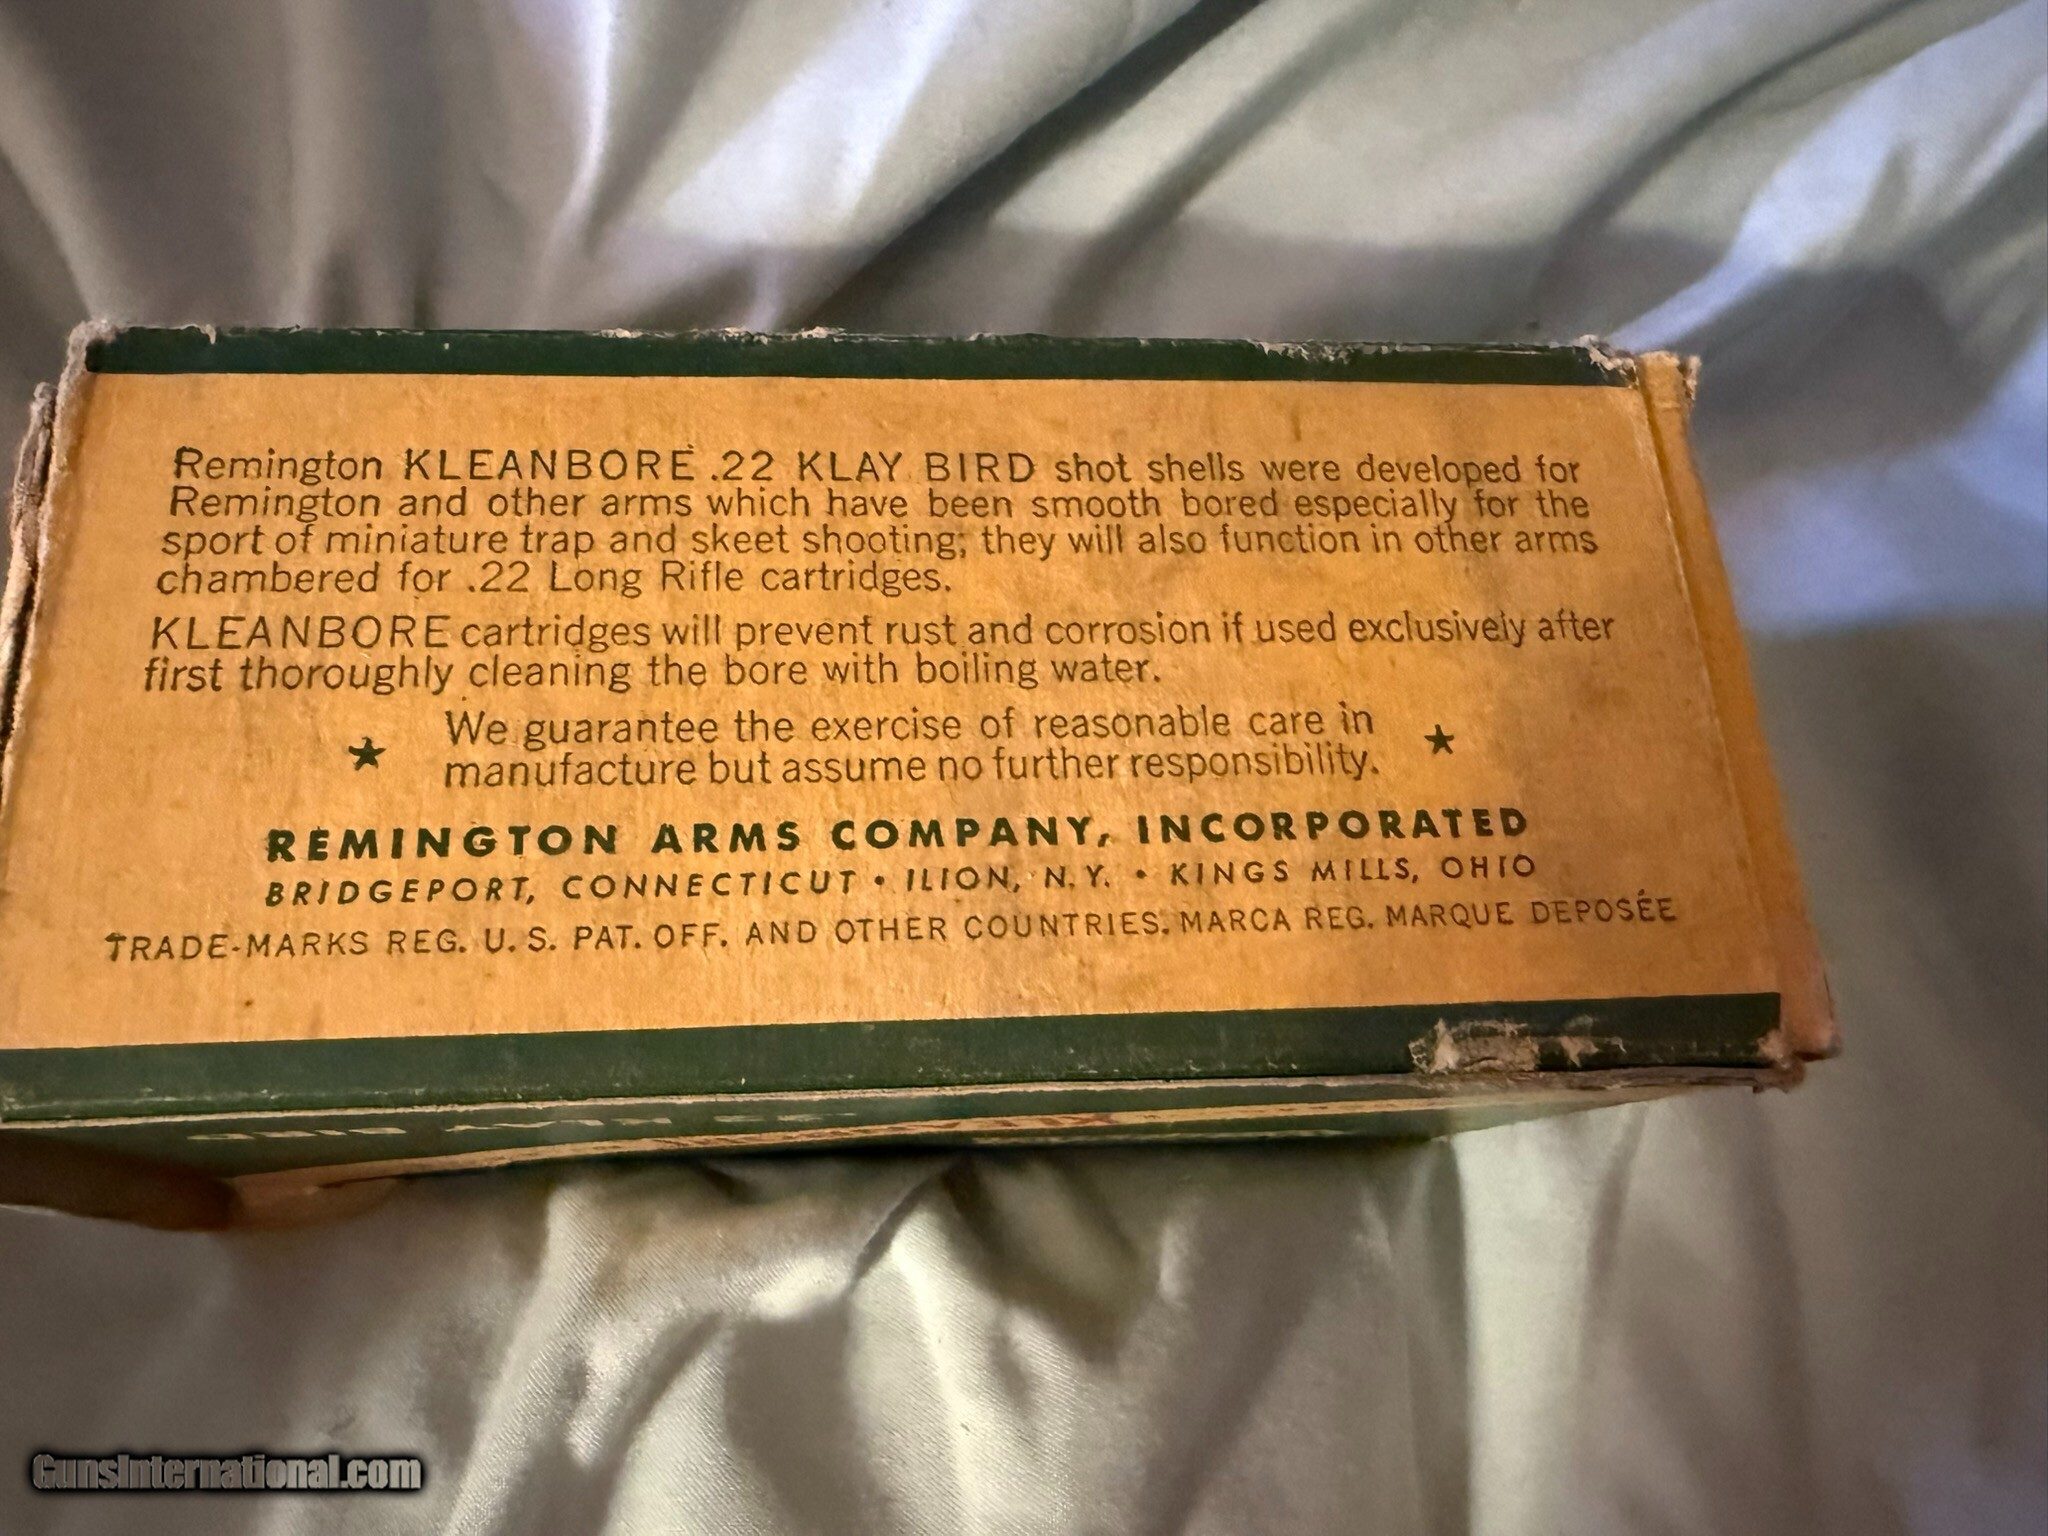 Remington KLEANBORE .22 KLAY BIRD shot shells were developed for
Remington and other arms which have been smooth bored especially for the
sport of miniature trap and skeet shooting; they will also function in other arms
chambered for .22 Long Rifle cartridges.
KLEANBORE cartridges will prevent rust and corrosion if used exclusively after
first thoroughly cleaning the bore with boiling water.
★ We guarantee the exercise of reasonable care in ★
manufacture but assume no further responsibility.
REMINGTON ARMS COMPANY, INCORPORATED
BRIDGEPORT, CONNECTICUT • ILION, N.Y. • KINGS MILLS, OHIO
TRADE-MARKS REG. U.S. PAT. OFF. AND OTHER COUNTRIES. MARCA REG. MARQUE DEPOSÉE
.22 KLAY BIRD
GunsInternational.com